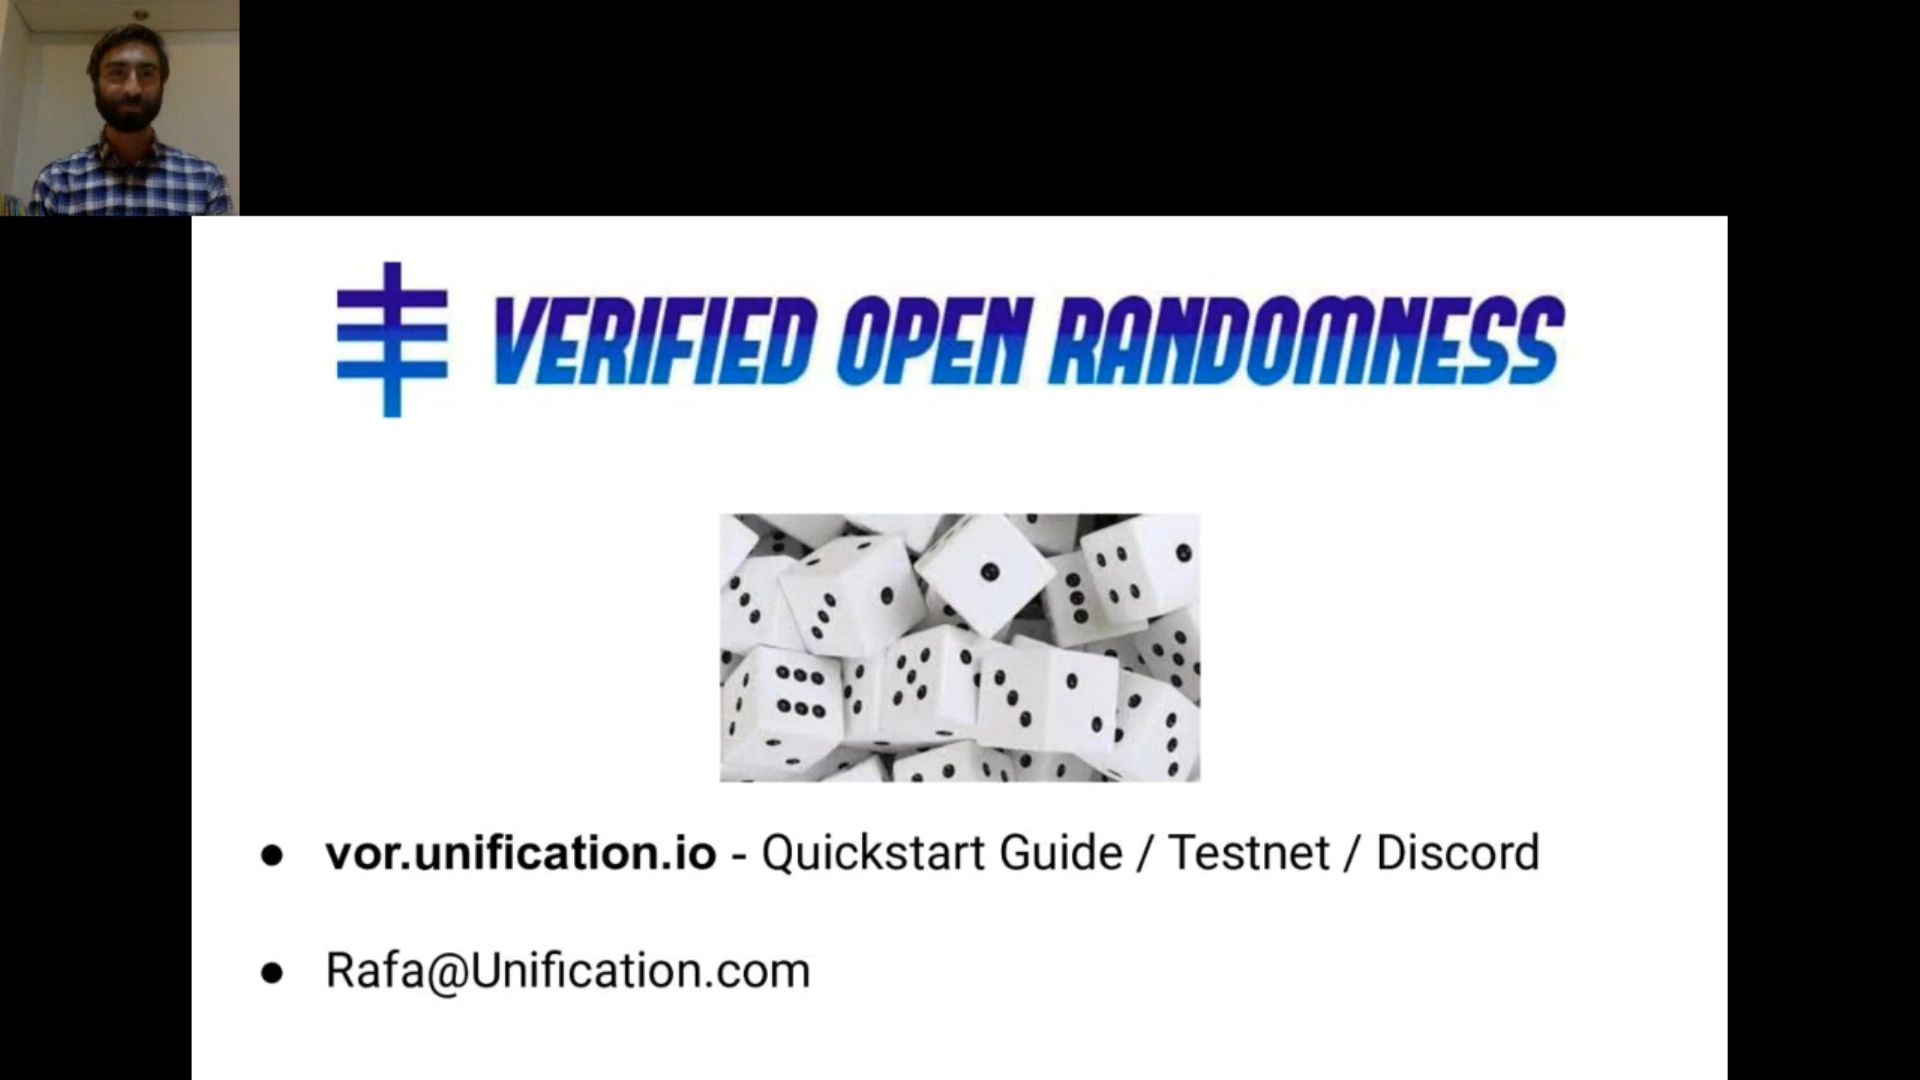 VERIFIED OPEN RANDOMNESS
● vor.unification.io - Quickstart Guide / Testnet / Discord
● Rafa@Unification.com